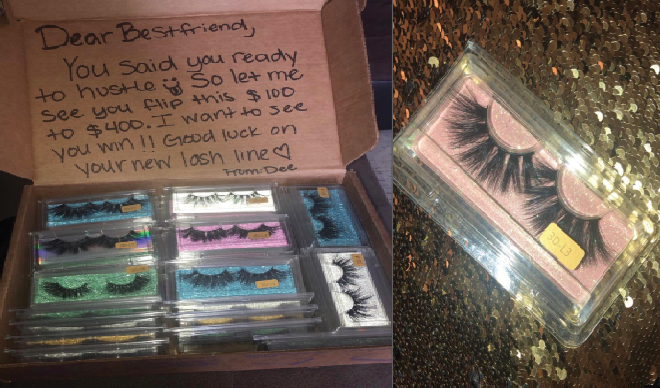 Dear Bestfriend,
You said you ready
to hustle So let me
see you flip this $100
to $400. I want to see
you win!! Good luck on
your new lash line♡
From: Dee
3D.13